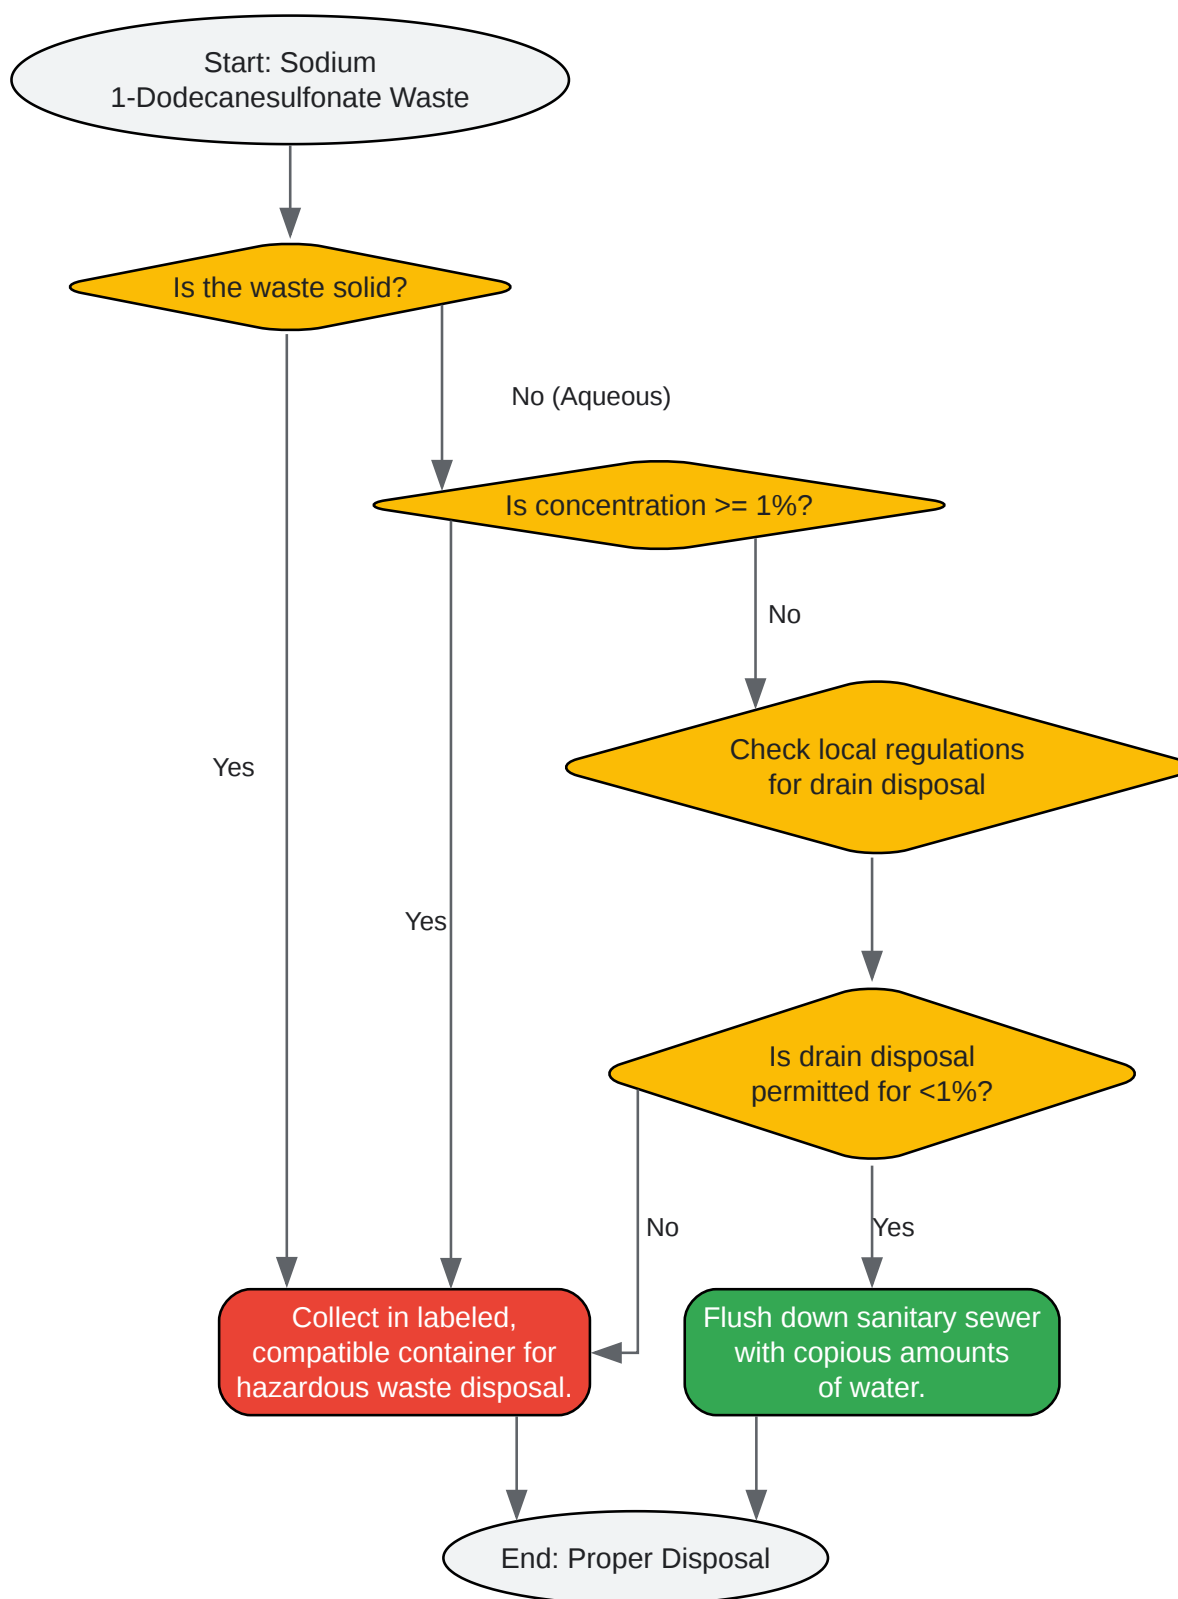 Start: Sodium
1-Dodecanesulfonate Waste
Is the waste solid?
No (Aqueous)
Is concentration >= 1%?
No
Check local regulations
for drain disposal
Yes
Yes
Is drain disposal
permitted for <1%?
No
Yes
Collect in labeled,
compatible container for
hazardous waste disposal.
Flush down sanitary sewer
with copious amounts
of water.
End: Proper Disposal